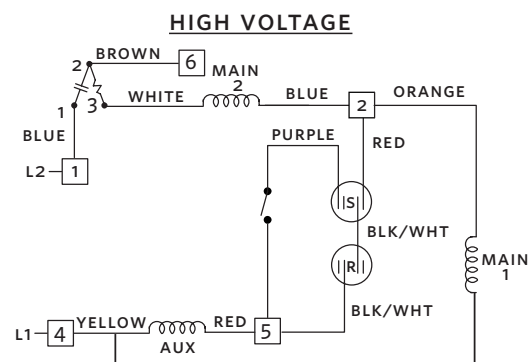 HIGH VOLTAGE
2 BROWN 6
MAIN
2
1 3 WHITE BLUE 2 ORANGE
BLUE PURPLE RED
L2 1
S
BLK/WHT
R MAIN
1
BLK/WHT
L1 4 YELLOW RED 5
AUX